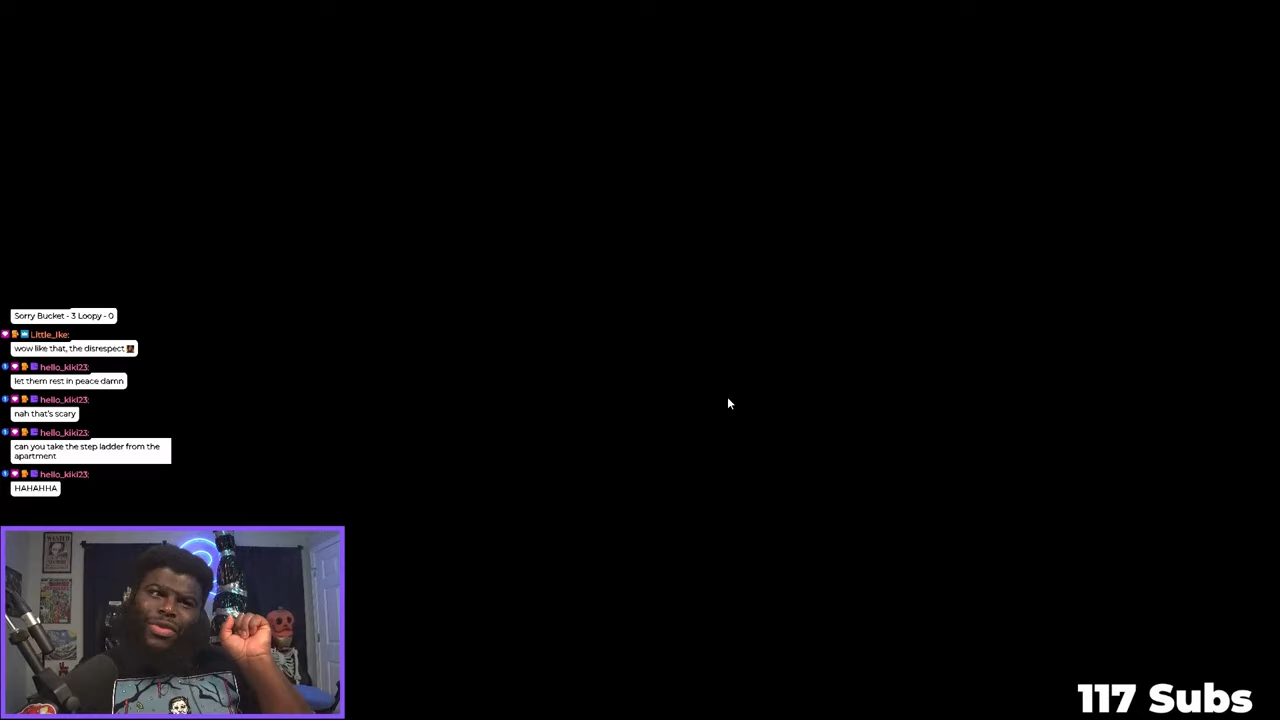 Sorry Bucket - 3 Loopy - 0
Little_Ike:
wow like that, the disrespect
hello_kiki23:
let them rest in peace damn
hello_kiki23:
nah that's scary
hello_kiki23:
can you take the step ladder from the
apartment
hello_kiki23:
HAHAHHA
WANTED
117 Subs